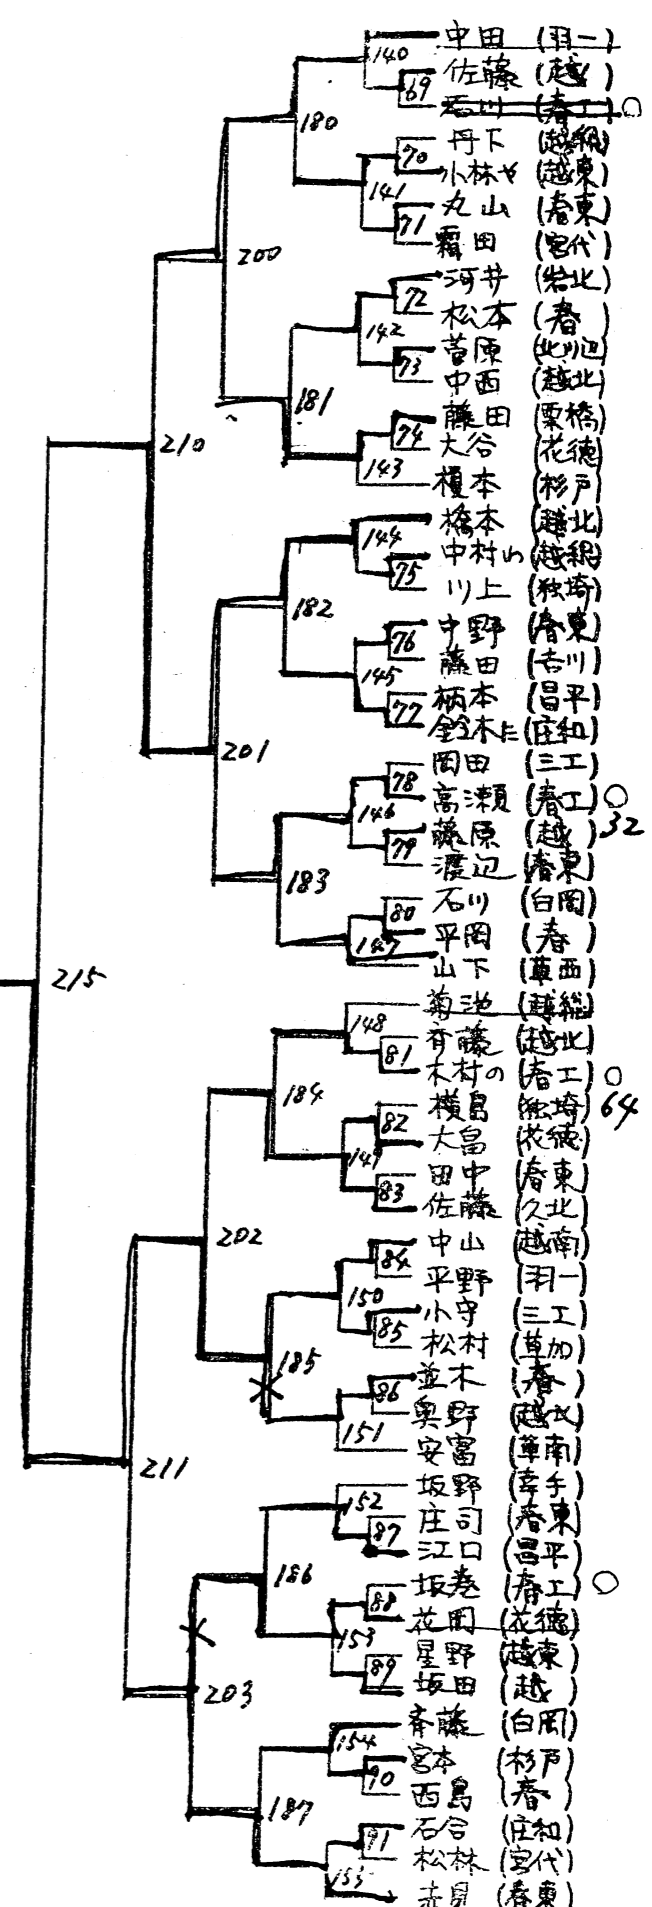 中田 (羽一)
140
佐藤 (越)
69
石川 (春工) ○
180
丹下 (越総)
70
小林や (越東)
141
丸山 (春東)
71
霜田 (宮代)
200
河井 (岩北)
72
松本 (春)
142
菅原 (北川辺)
73
中西 (越北)
181
藤田 (栗橋)
74
大谷 (花徳)
210
143
榎本 (杉戸)
橋本 (越北)
144
中村い (越総)
75
川上 (独埼)
182
中野 (春東)
76
藤田 (吉川)
145
柄本 (昌平)
77
鈴木に (庄和)
201
岡田 (三工)
78
高瀬 (春工) ○
146
藤原 (越) 32
79
渡辺 (春東)
183
石川 (白岡)
80
平岡 (春)
147
山下 (草西)
215
菊池 (越総)
148
斉藤 (越北)
81
木村の (春工) ○
184
横島 (独埼) 64
82
大畠 (花徳)
149
田中 (春東)
83
佐藤 (久北)
202
中山 (越南)
84
平野 (羽一)
150
小守 (三工)
85
松村 (草加)
185
並木 (春)
86
奥野 (越北)
151
安富 (草南)
211
坂野 (幸手)
152
庄司 (春東)
87
江口 (昌平)
186
坂巻 (春工) ○
88
花岡 (花徳)
153
星野 (越東)
89
坂田 (越)
203
斉藤 (白岡)
154
宮本 (杉戸)
90
西島 (春)
187
石合 (庄和)
91
松林 (宮代)
155
赤見 (春東)